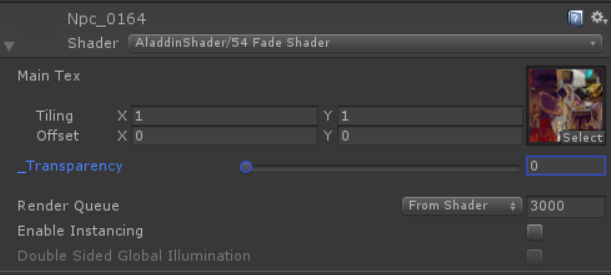 Npc_0164
Shader AladdinShader/54 Fade Shader
Main Tex
Tiling X 1 Y 1
Offset X 0 Y 0
Select
_Transparency 0
Render Queue From Shader 3000
Enable Instancing
Double Sided Global Illumination